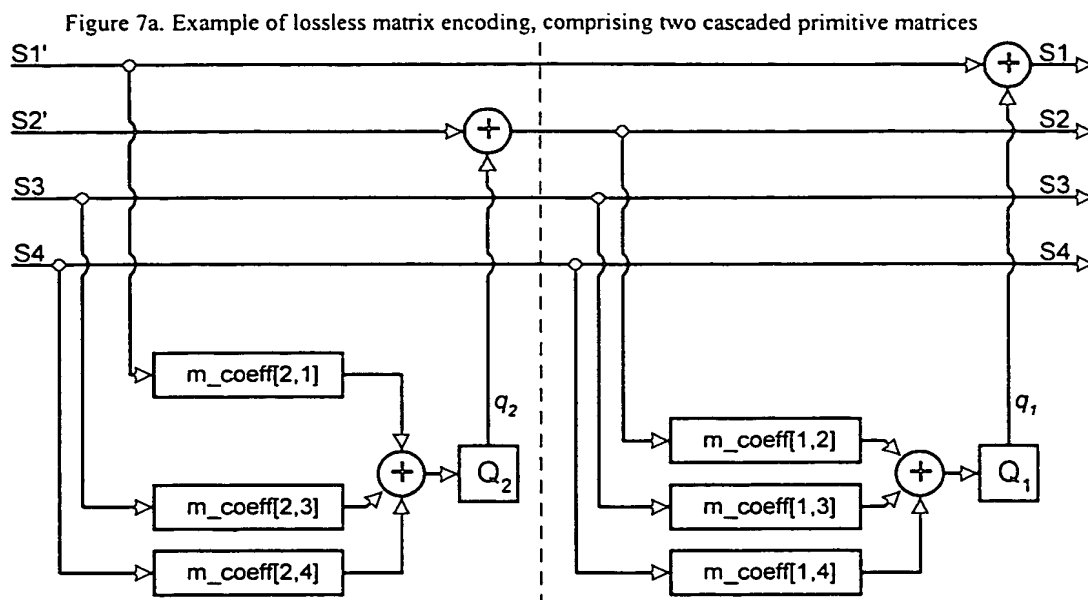 Figure 7a. Example of lossless matrix encoding, comprising two cascaded primitive matrices
S1' S1
S2' S2
S3 S3
S4 S4
m_coeff[2,1]
q2 q1
m_coeff[1,2]
+ Q2 + Q1
m_coeff[2,3] m_coeff[1,3]
m_coeff[2,4] m_coeff[1,4]